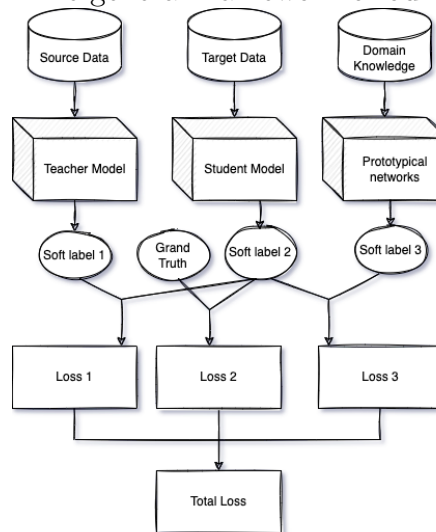 Source Data
Target Data
Domain
Knowledge
Teacher Model
Student Model
Prototypical
networks
Soft label 1
Grand
Truth
Soft label 2
Soft label 3
Loss 1
Loss 2
Loss 3
Total Loss